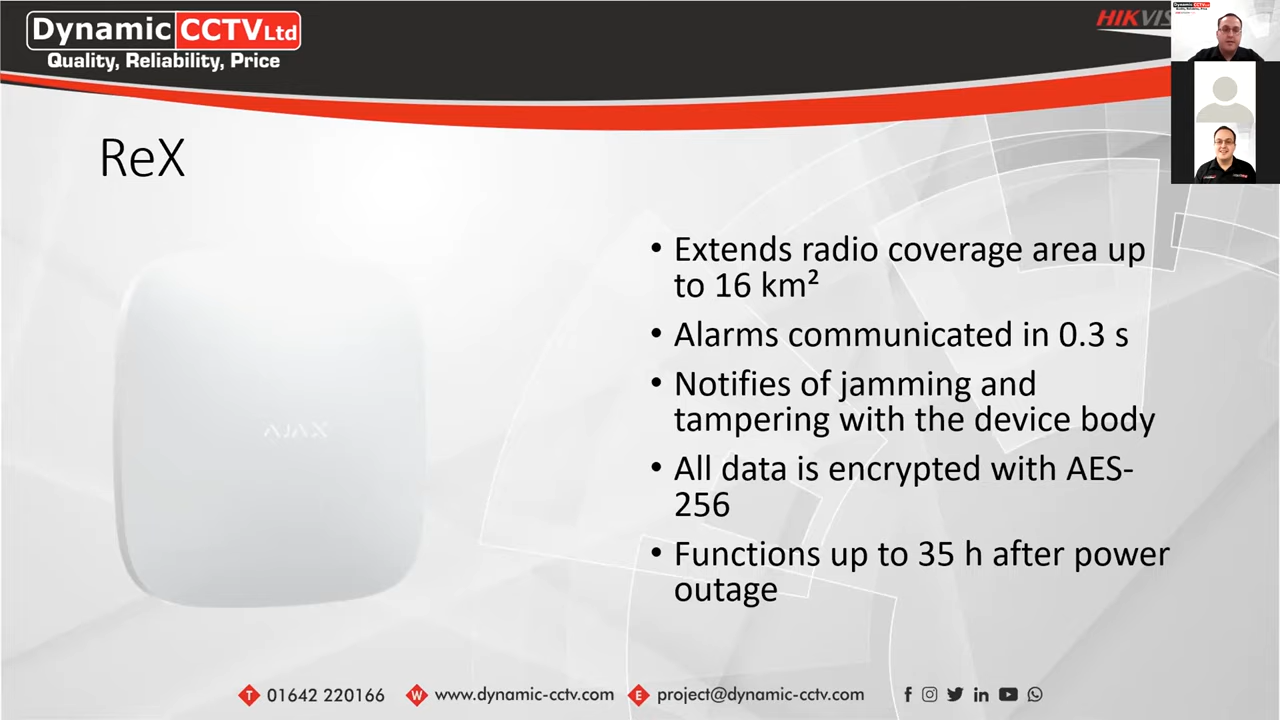 Dynamic CCTV Ltd
Quality, Reliability, Price
HIKVIS
ReX
• Extends radio coverage area up
to 16 km²
• Alarms communicated in 0.3 s
• Notifies of jamming and
tampering with the device body
• All data is encrypted with AES-
256
• Functions up to 35 h after power
outage
AJAX
T 01642 220166 W www.dynamic-cctv.com E project@dynamic-cctv.com